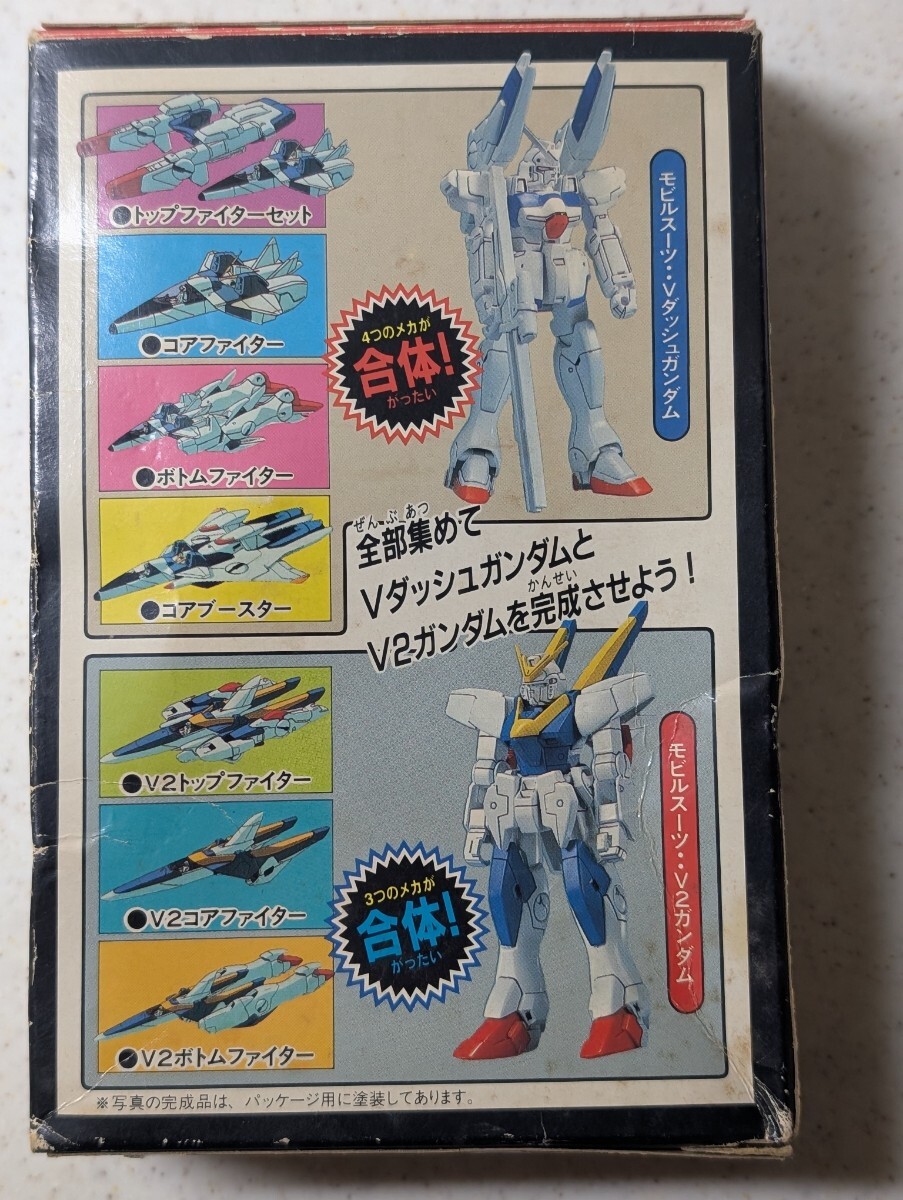 ●トップファイターセット
●コアファイター
●ボトムファイター
●コアブースター
4つのメカが
合体!
がったい
モビルスーツ・・Vダッシュガンダム
ぜんぶあつ
全部集めて
Vダッシュガンダムと
かんせい
V2ガンダムを完成させよう!
●V2トップファイター
●V2コアファイター
●V2ボトムファイター
3つのメカが
合体!
がったい
モビルスーツ・・V2ガンダム
※写真の完成品は、パッケージ用に塗装してあります。